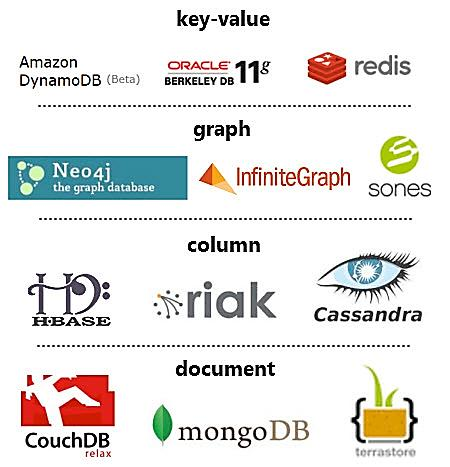 key-value
Amazon
DynamoDB (Beta)
ORACLE
BERKELEY DB 11g
redis
graph
Neo4j
the graph database
InfiniteGraph
sones
column
HBASE
riak
Cassandra
document
CouchDB
relax
mongoDB
terrastore